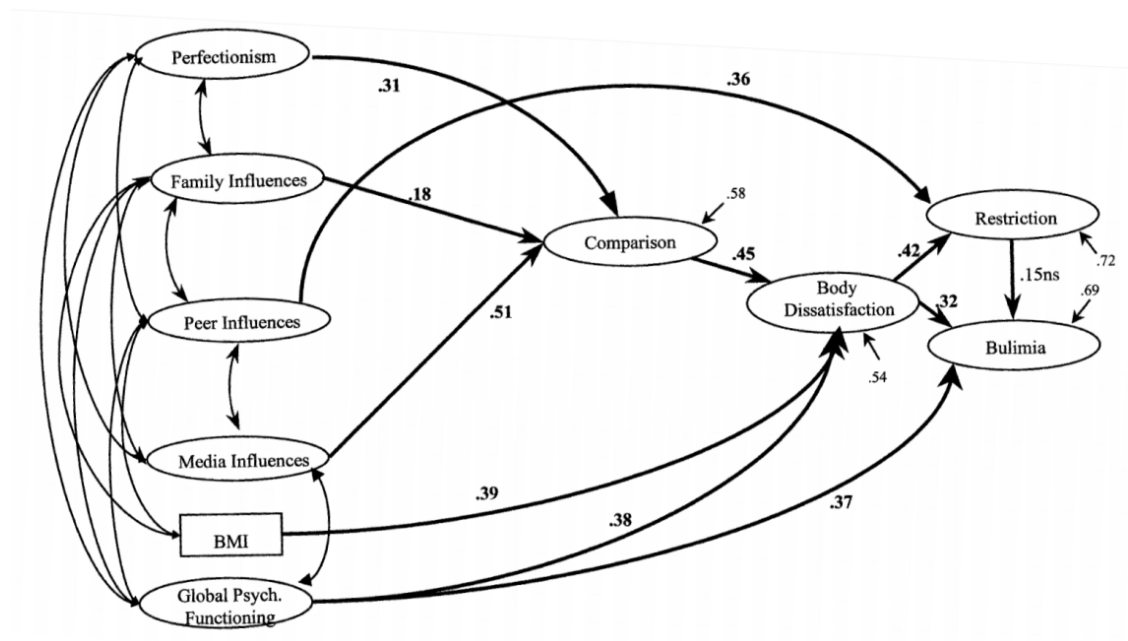 Perfectionism
.31
.36
Family Influences
.18
.58
Comparison
Restriction
.45
.42
.72
.15ns
Body
Dissatisfaction
.69
.32
Peer Influences
.51
Bulimia
.54
Media Influences
.39
.38
.37
BMI
Global Psych.
Functioning